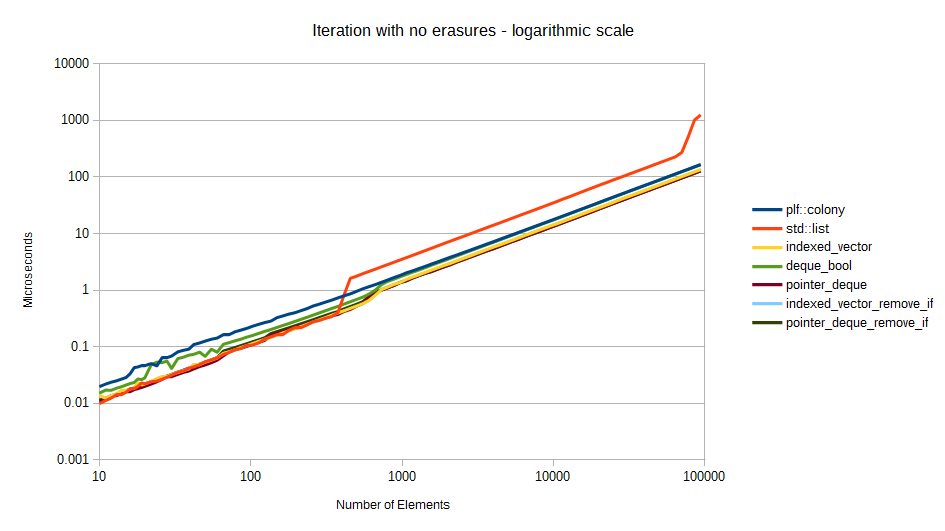 Iteration with no erasures - logarithmic scale
10000
1000
100
10
1
0.1
0.01
0.001
Microseconds
10
100
1000
10000
100000
Number of Elements
plf::colony
std::list
indexed_vector
deque_bool
pointer_deque
indexed_vector_remove_if
pointer_deque_remove_if